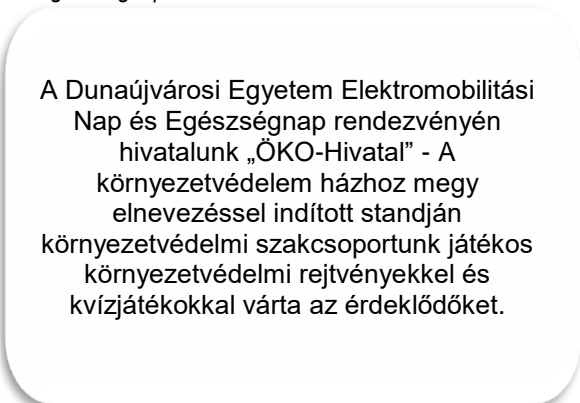 A Dunaújvárosi Egyetem Elektromobilitási
Nap és Egészségnap rendezvényén
hivatalunk „ÖKO-Hivatal” - A
környezetvédelem házhoz megy
elnevezéssel indított standján
környezetvédelmi szakcsoportunk játékos
környezetvédelmi rejtvényekkel és
kvízjátékokkal várta az érdeklődőket.